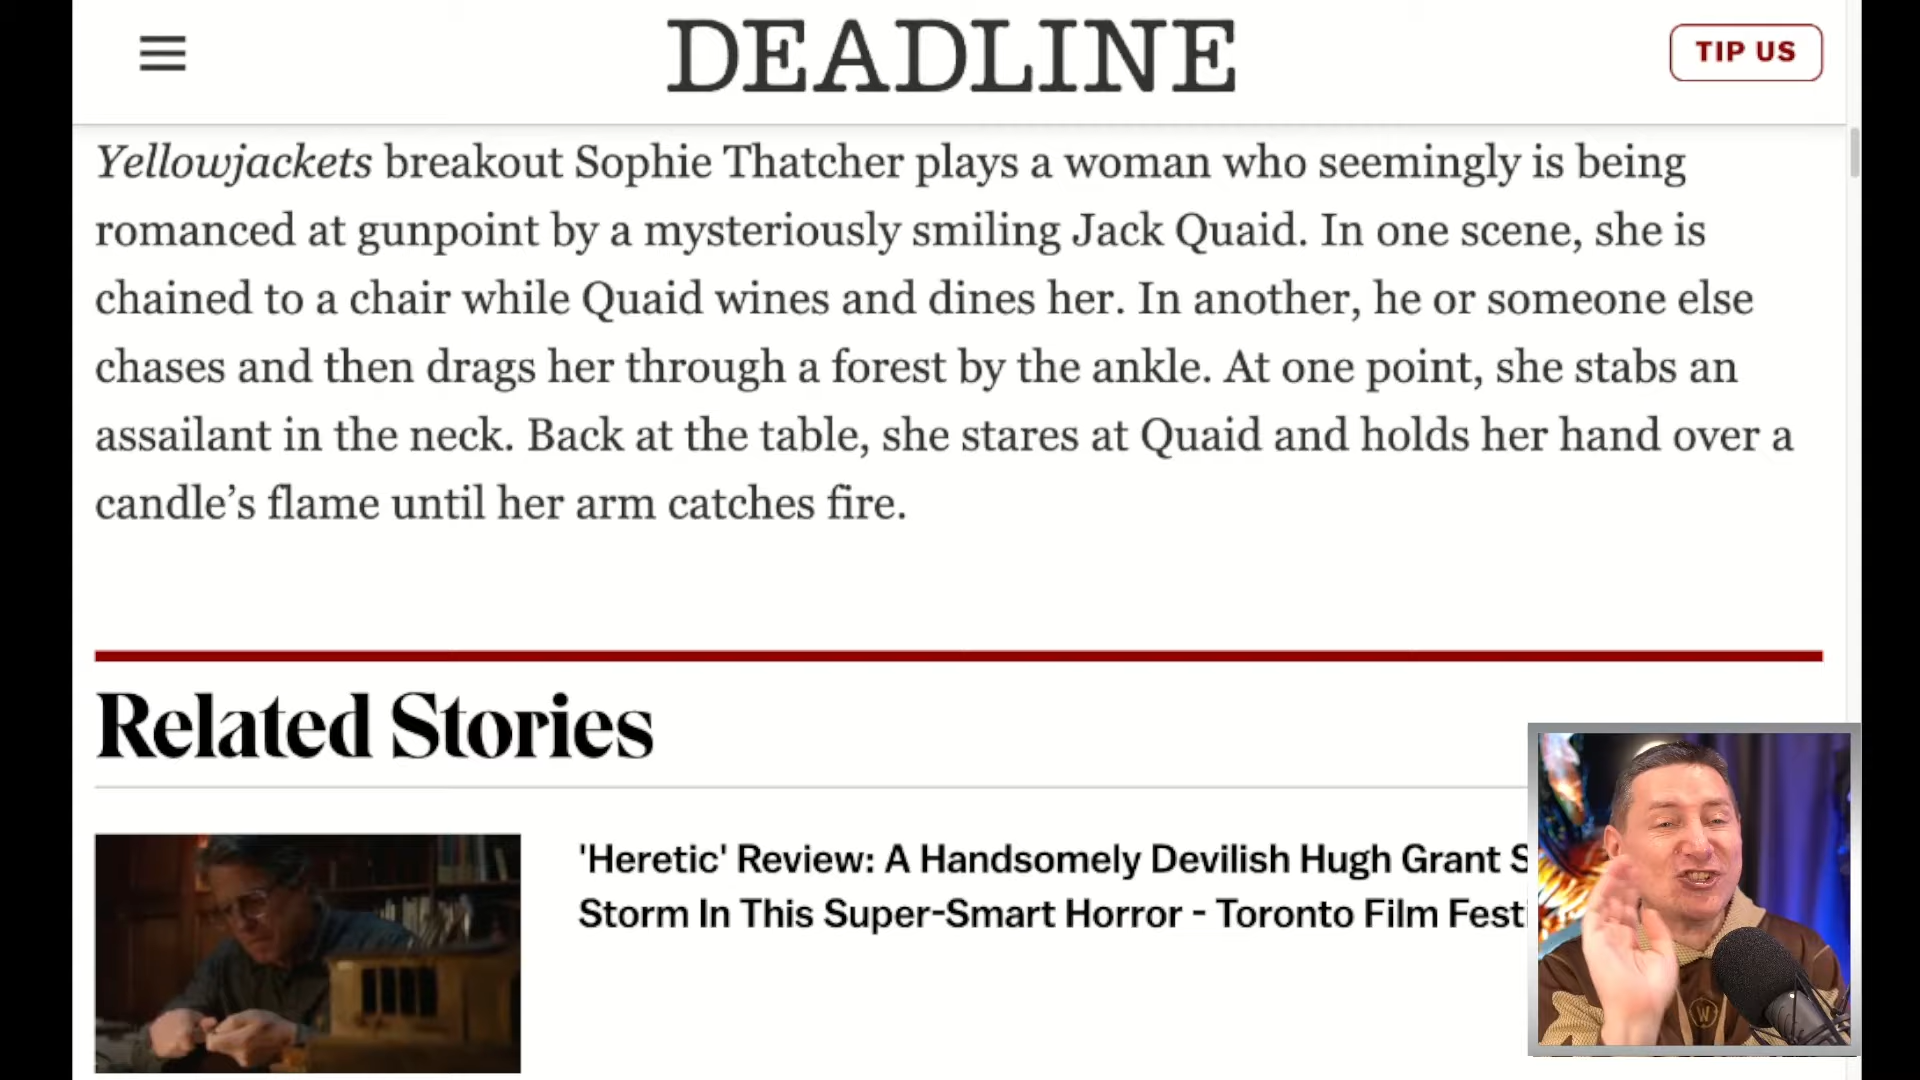 DEADLINE
TIP US
Yellowjackets breakout Sophie Thatcher plays a woman who seemingly is being
romanced at gunpoint by a mysteriously smiling Jack Quaid. In one scene, she is
chained to a chair while Quaid wines and dines her. In another, he or someone else
chases and then drags her through a forest by the ankle. At one point, she stabs an
assailant in the neck. Back at the table, she stares at Quaid and holds her hand over a
candle’s flame until her arm catches fire.
Related Stories
'Heretic' Review: A Handsomely Devilish Hugh Grant S
Storm In This Super-Smart Horror - Toronto Film Festi